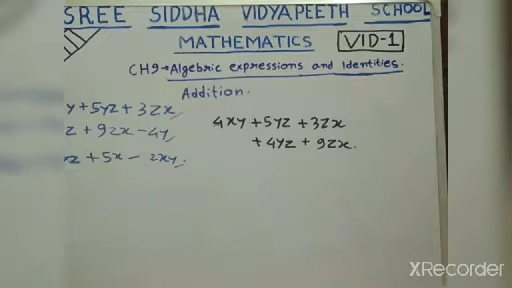 SREE SIDDHA VIDYAPEETH SCHOOL
MATHEMATICS VID-1
CH9→Algebric expressions and Identities.
Addition.
y+5yz+3zx,
z + 9zx - 4y,
z + 5x - 2xy.
4xy+5yz+3zx
+4yz+9zx.
XRecorder